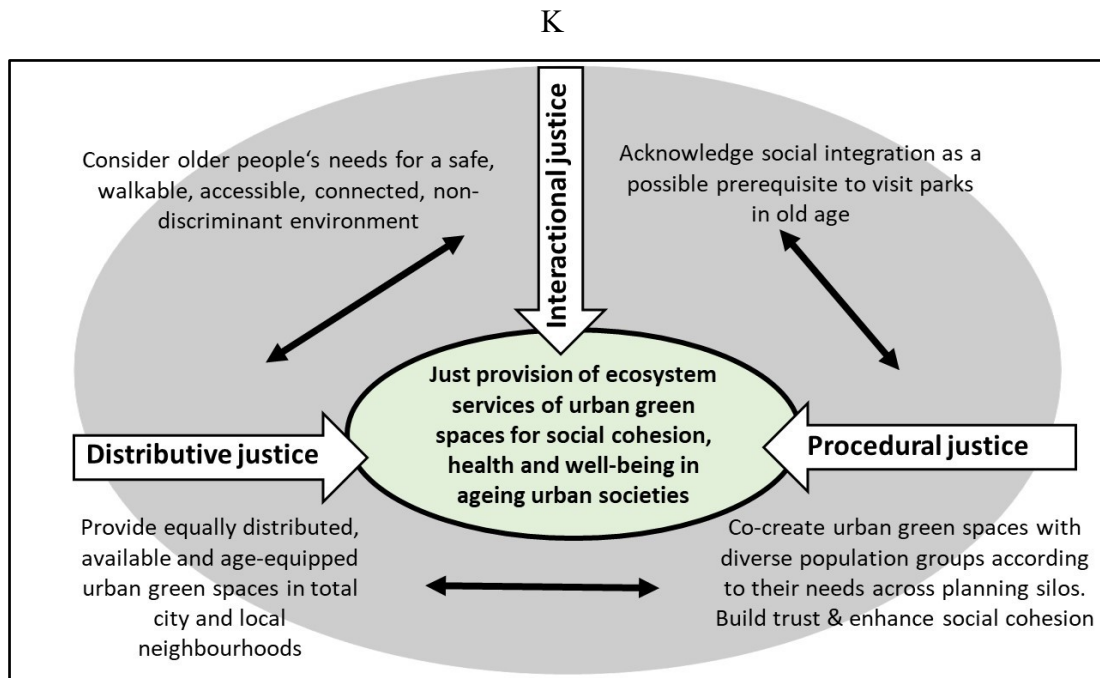 K
Consider older people‘s needs for a safe,
walkable, accessible, connected, non-
discriminant environment
Interactional justice
Acknowledge social integration as a
possible prerequisite to visit parks
in old age
Just provision of ecosystem
services of urban green
spaces for social cohesion,
health and well-being in
ageing urban societies
Distributive justice
Procedural justice
Provide equally distributed,
available and age-equipped
urban green spaces in total
city and local
neighbourhoods
Co-create urban green spaces with
diverse population groups according
to their needs across planning silos.
Build trust & enhance social cohesion